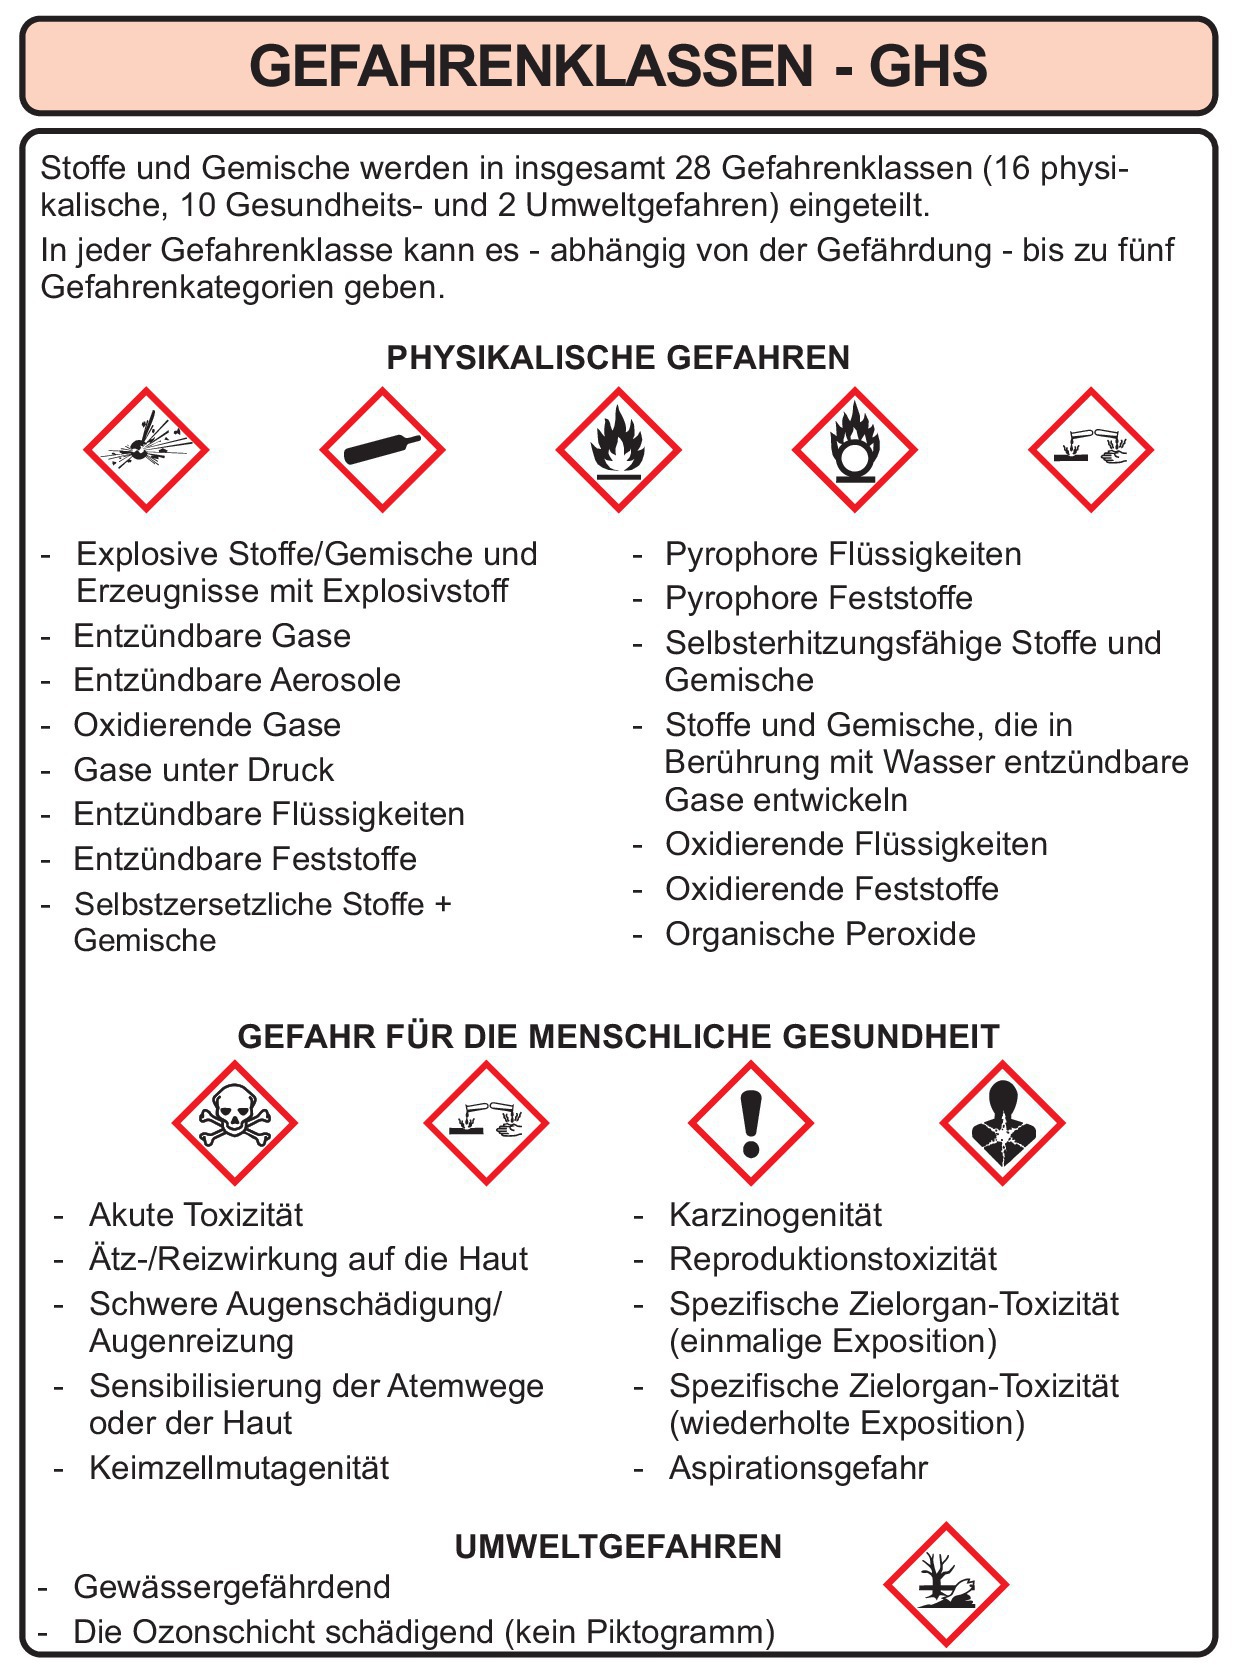 GEFAHRENKLASSEN - GHS
Stoffe und Gemische werden in insgesamt 28 Gefahrenklassen (16 physi-
kalische, 10 Gesundheits- und 2 Umweltgefahren) eingeteilt.
In jeder Gefahrenklasse kann es - abhängig von der Gefährdung - bis zu fünf
Gefahrenkategorien geben.
PHYSIKALISCHE GEFAHREN
- Explosive Stoffe/Gemische und
Erzeugnisse mit Explosivstoff
- Entzündbare Gase
- Entzündbare Aerosole
- Oxidierende Gase
- Gase unter Druck
- Entzündbare Flüssigkeiten
- Entzündbare Feststoffe
- Selbstzersetzliche Stoffe +
Gemische
- Pyrophore Flüssigkeiten
- Pyrophore Feststoffe
- Selbsterhitzungsfähige Stoffe und
Gemische
- Stoffe und Gemische, die in
Berührung mit Wasser entzündbare
Gase entwickeln
- Oxidierende Flüssigkeiten
- Oxidierende Feststoffe
- Organische Peroxide
GEFAHR FÜR DIE MENSCHLICHE GESUNDHEIT
- Akute Toxizität
- Ätz-/Reizwirkung auf die Haut
- Schwere Augenschädigung/
Augenreizung
- Sensibilisierung der Atemwege
oder der Haut
- Keimzellmutagenität
- Karzinogenität
- Reproduktionstoxizität
- Spezifische Zielorgan-Toxizität
(einmalige Exposition)
- Spezifische Zielorgan-Toxizität
(wiederholte Exposition)
- Aspirationsgefahr
UMWELTGEFAHREN
- Gewässergefährdend
- Die Ozonschicht schädigend (kein Piktogramm)